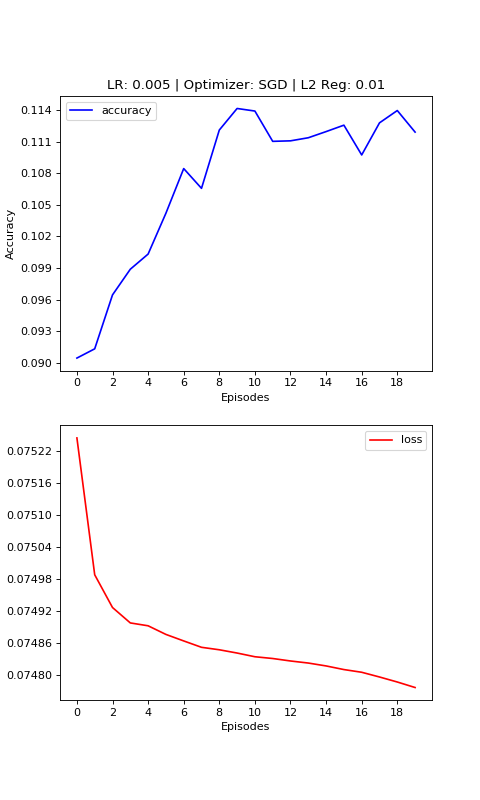 LR: 0.005 | Optimizer: SGD | L2 Reg: 0.01
accuracy
0.114
0.111
0.108
0.105
0.102
0.099
0.096
0.093
0.090
Accuracy
0 2 4 6 8 10 12 14 16 18
Episodes
loss
0.07522
0.07516
0.07510
0.07504
0.07498
0.07492
0.07486
0.07480
0 2 4 6 8 10 12 14 16 18
Episodes